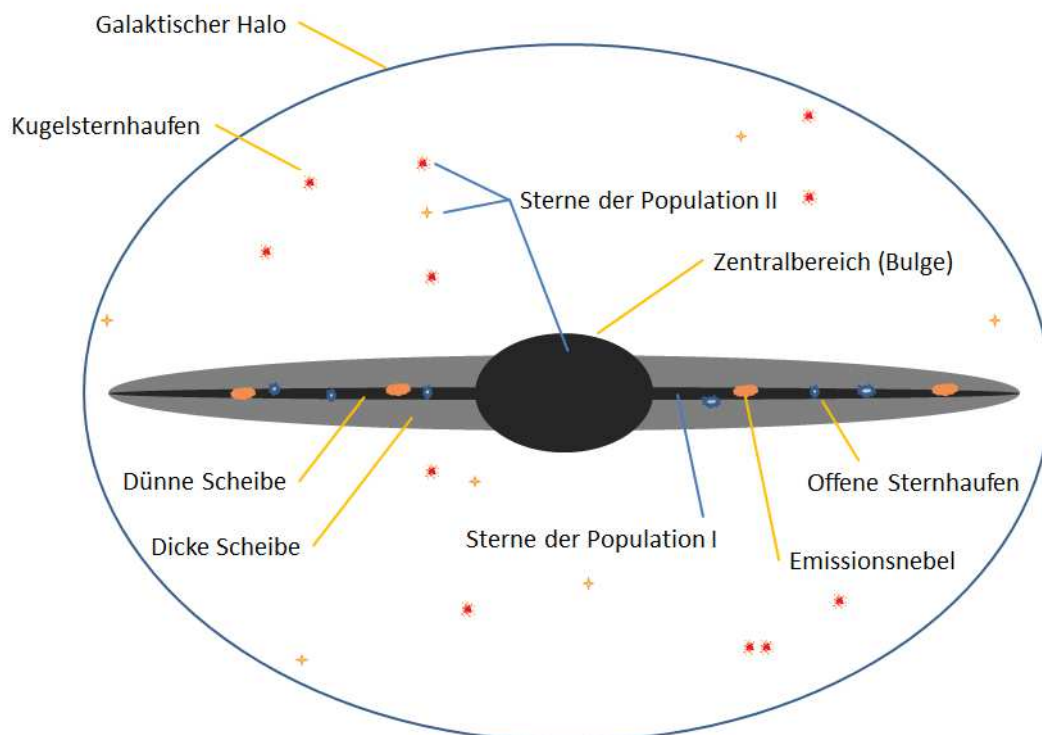 Galaktischer Halo
Kugelsternhaufen
Sterne der Population II
Zentralbereich (Bulge)
Dünne Scheibe
Offene Sternhaufen
Dicke Scheibe
Sterne der Population I
Emissionsnebel